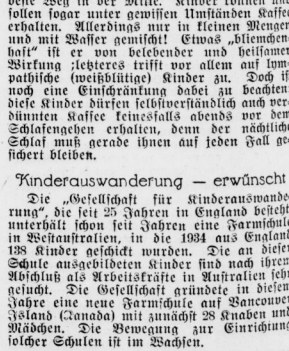 beste Weg in der Mitte. Kinder können und
sollen sogar unter gewissen Umständen Kaffee
erhalten. Allerdings nur in kleinen Mengen
und mit Milch gemischt! Etwas „blümchen
haft" ist er von belebender und heilsamer
Wirkung ;letzteres trifft vor allem auf lym
pathische (weißblütige) Kinder zu. Doch is
noch eine Einschränkung dabei zu beachten
diese Kinder dürfen selbstverständlich auch ver
dünnten Kaffee keinesfalls abends vor dem
Schlafengehen erhalten, denn der nächtliche
Schlaf muß gerade ihnen auf jeden Fall ge
sichert bleiben.
Kinderauswanderung — erwünscht
Die „Gesellschaft für Kinderauswande
rung", die seit 25 Jahren in England besteht
unterhält schon seit Jahren eine Farmschule
in Westaustralien, in die 1934 aus England
138 Kinder geschickt wurden. Die an dieser
Schule ausgebildeten Kinder sind nach ihrem
Abschluß als Arbeitskräfte in Australien sehr
gesucht. Die Gesellschaft gründete in diesem
Jahre eine neue Farmschule auf Vancouver
Island (Kanada) mit zunächst 28 Knaben und
Mädchen. Die Bewegung zur Einrichtung
solcher Schulen ist im Wachsen.